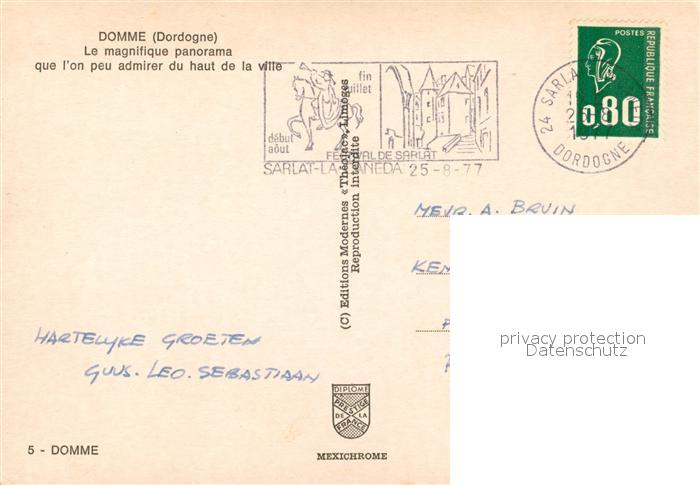 DOMME (Dordogne)
Le magnifique panorama
que l'on peu admirer du haut de la ville
fin
juillet
début
août
FESTIVAL DE SARLAT
SARLAT-LA CANEDA 25-8-77
POSTES
REPUBLIQUE FRANÇAISE
0,80
24 SARLAT
DORDOGNE
(C) Editions Modernes «Théojac», Limoges
Reproduction interdite
MEVR. A. BRUIN
KEN
privacy protection
Datenschutz
HARTELYKE GROETEN
GUUS. LEO. SEBASTIAAN
DIPLOME
PRESTIGE
DE LA
FRANCE
5 - DOMME
MEXICHROME